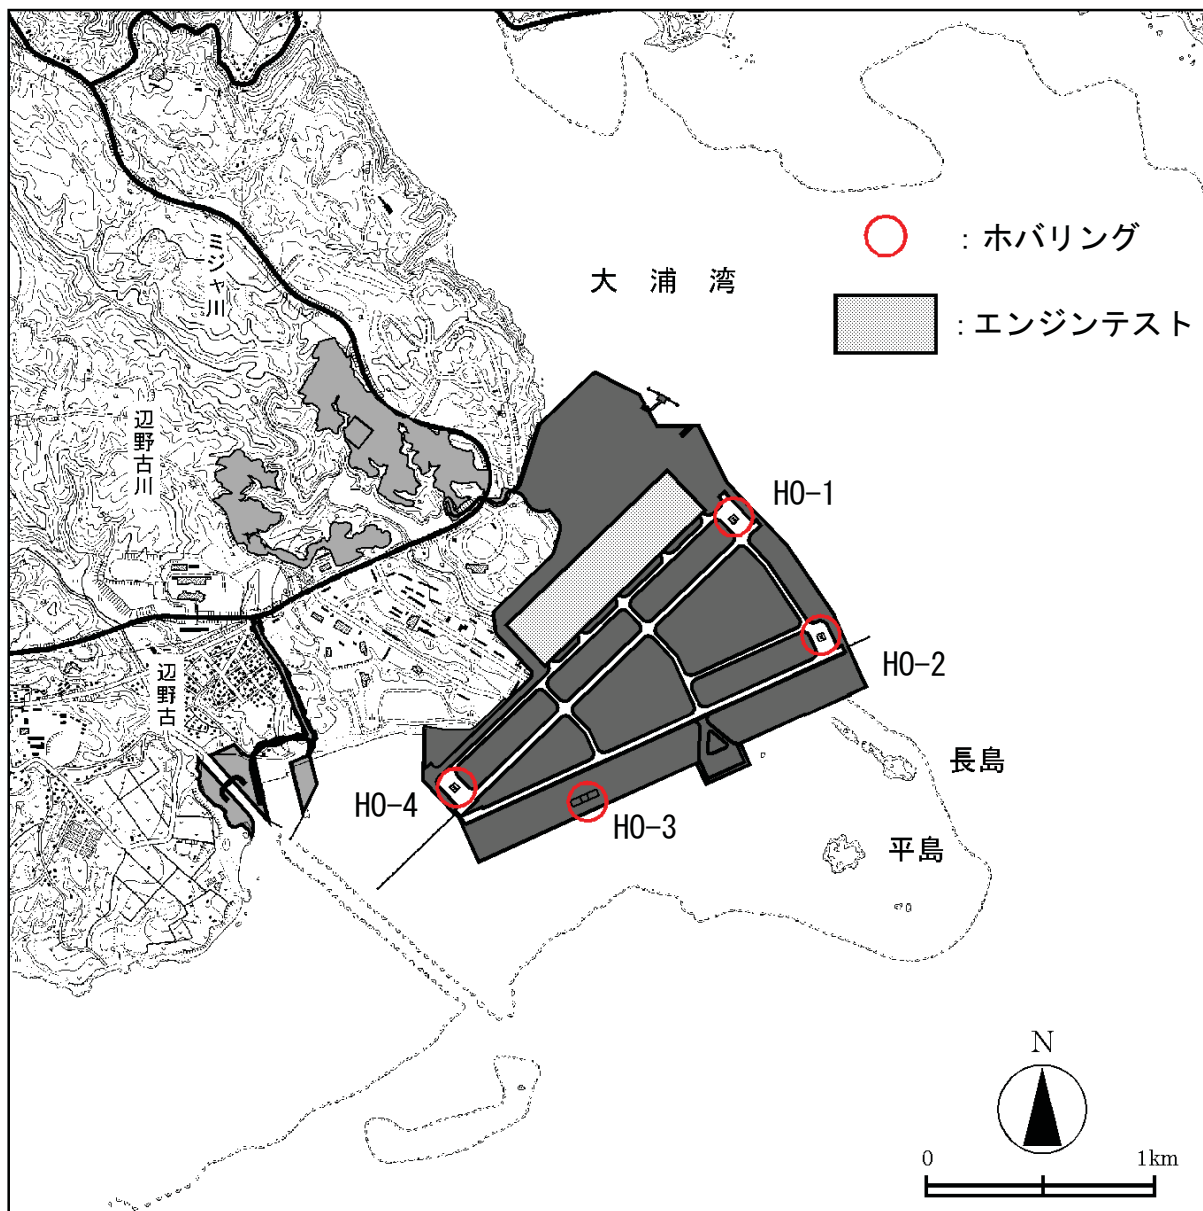 ミジャ川
大浦湾
：ホバリング
：エンジンテスト
辺野古川
HO-1
HO-2
辺野古
長島
HO-4
HO-3
平島
N
0 1km